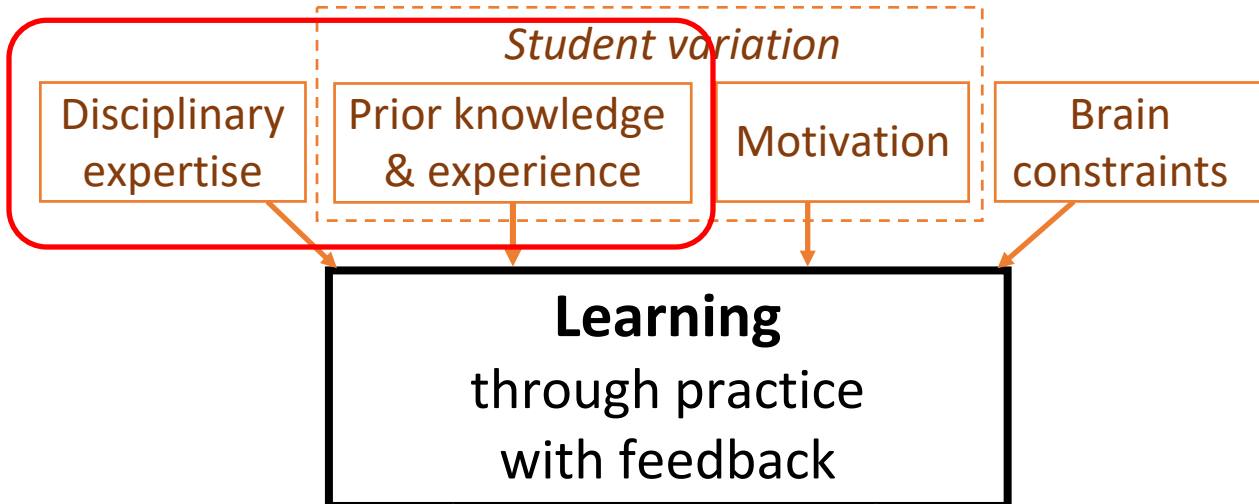 Student variation
Disciplinary
expertise
Prior knowledge
& experience
Motivation
Brain
constraints
Learning
through practice
with feedback